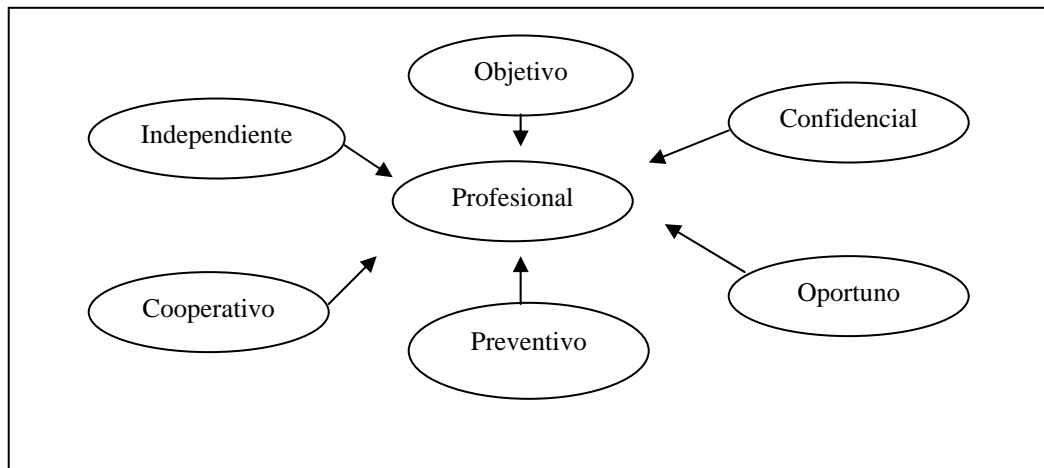 Objetivo
Independiente
Confidencial
Profesional
Cooperativo
Oportuno
Preventivo